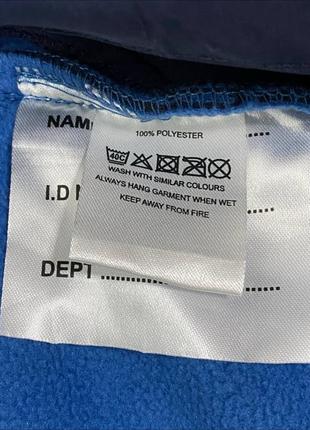 NAM
100% POLYESTER
40C
WASH WITH SIMILAR COLOURS
ALWAYS HANG GARMENT WHEN WET
KEEP AWAY FROM FIRE
I.D
DEPT ......................